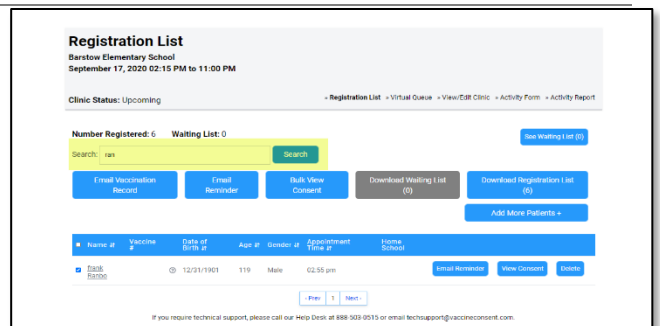 Registration List
Barstow Elementary School
September 17, 2020 02:15 PM to 11:00 PM
Clinic Status: Upcoming
» Registration List » Virtual Queue » View/Edit Clinic » Activity Form » Activity Report
Number Registered: 6 Waiting List: 0
See Waiting List (0)
Search: ran Search
Email Vaccination Record Email Reminder Bulk View Consent Download Waiting List (0) Download Registration List (6)
Add More Patients +
Name Vaccine # Date of Birth Age Gender Appointment Time Home School
frank 12/31/1901 119 Male 02:55 pm Email Reminder View Consent Delete
‹ Prev 1 Next ›
If you require technical support, please call our Help Desk at 888-503-0515 or email techsupport@vaccineconsent.com.